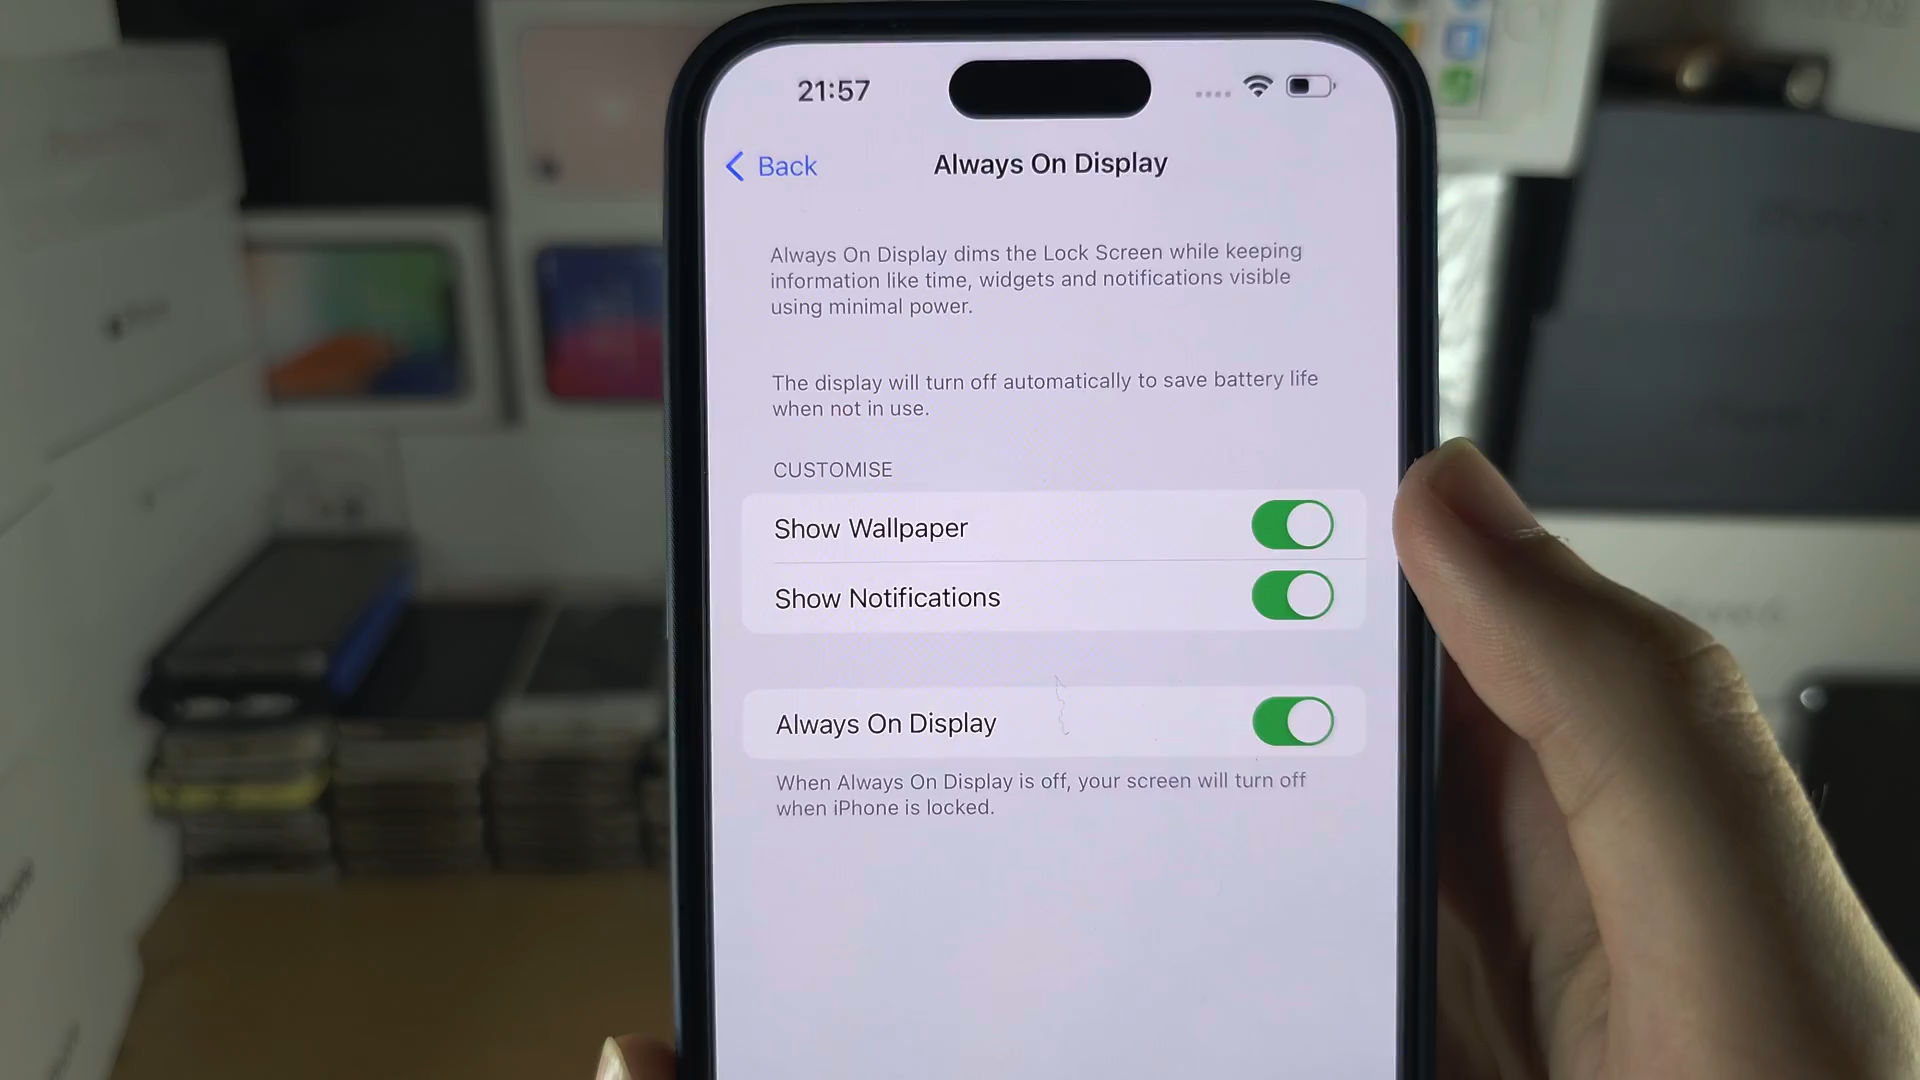 21:57
Back
Always On Display
Always On Display dims the Lock Screen while keeping
information like time, widgets and notifications visible
using minimal power.
The display will turn off automatically to save battery life
when not in use.
CUSTOMISE
Show Wallpaper
Show Notifications
Always On Display
When Always On Display is off, your screen will turn off
when iPhone is locked.